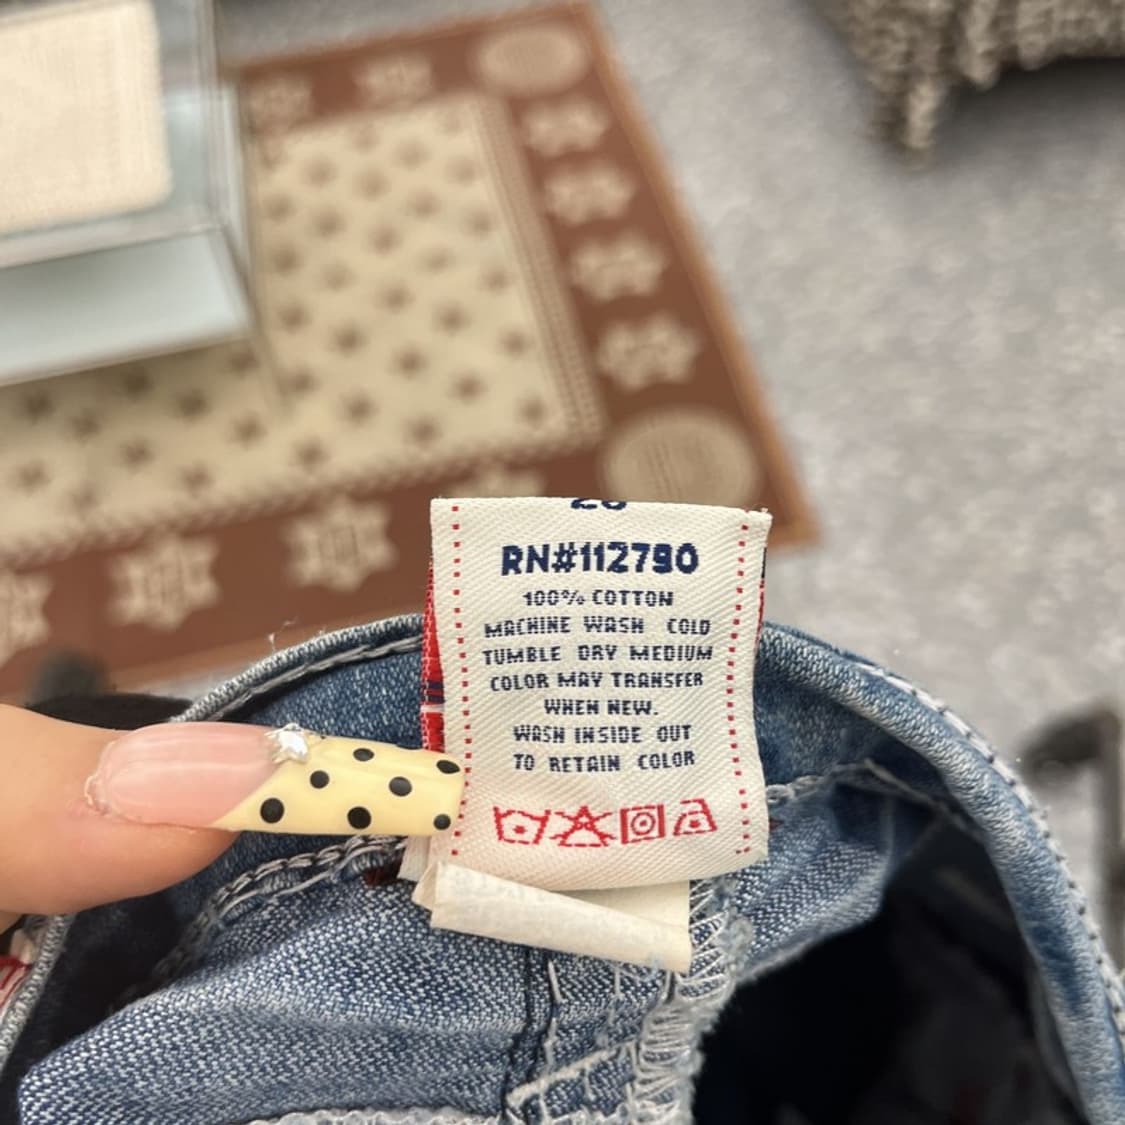 RN#112790
100% COTTON
MACHINE WASH COLD
TUMBLE DRY MEDIUM
COLOR MAY TRANSFER
WHEN NEW.
WASH INSIDE OUT
TO RETAIN COLOR